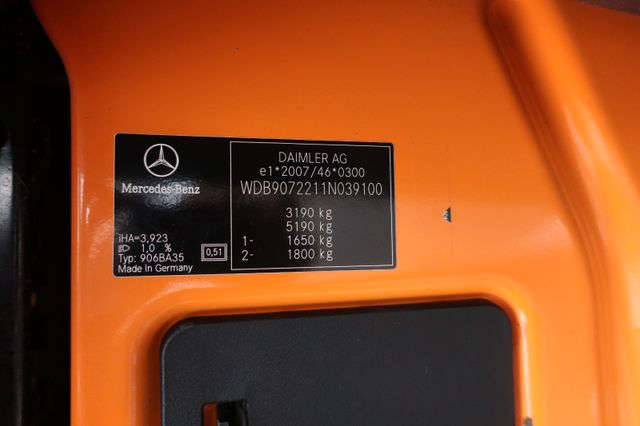 Mercedes-Benz
iHA=3,923
1,0 %
Typ: 906BA35
Made in Germany
0,51
DAIMLER AG
e1*2007/46*0300
WDB9072211N039100
3190 kg
5190 kg
1- 1650 kg
2- 1800 kg